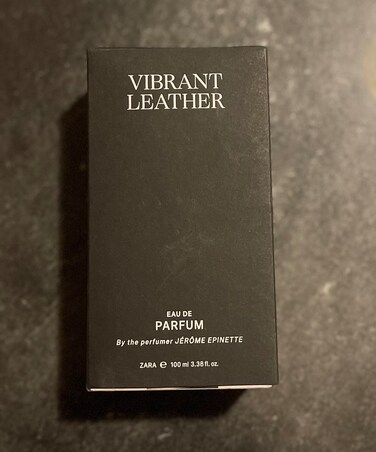 VIBRANT
LEATHER
EAU DE
PARFUM
By the perfumer JÉRÔME EPINETTE
ZARA ℮ 100 ml 3.38 fl. oz.